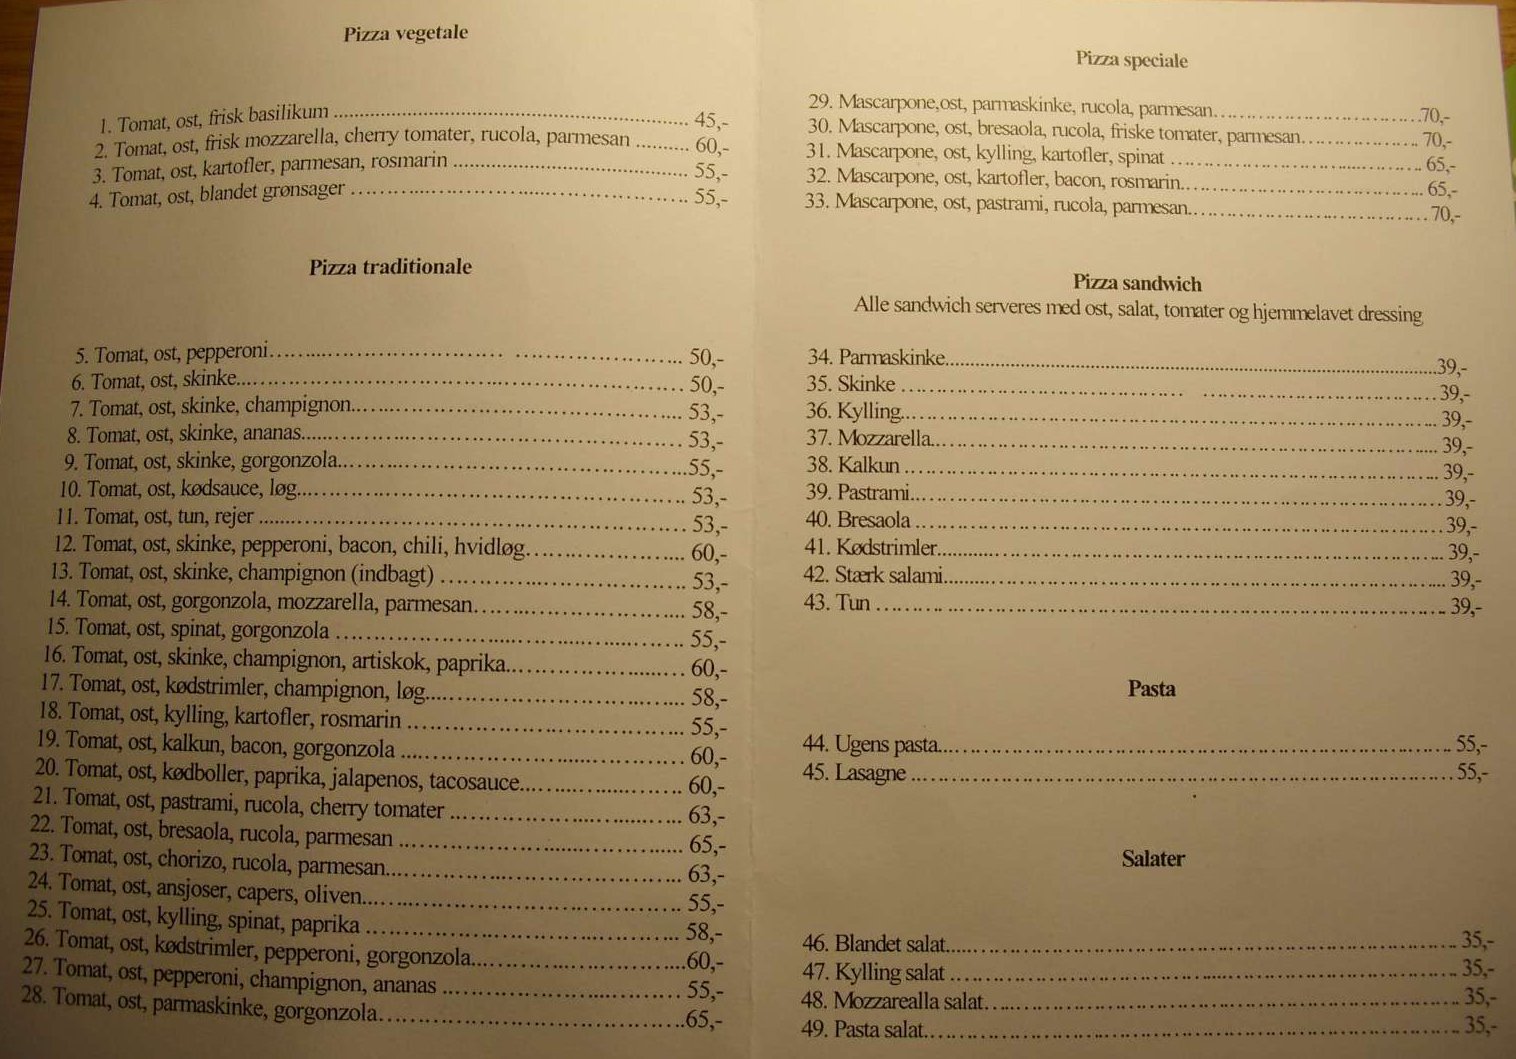 Pizza vegetale
1. Tomat, ost, frisk basilikum ........ 45,-
2. Tomat, ost, frisk mozzarella, cherry tomater, rucola, parmesan ........ 60,-
3. Tomat, ost, kartofler, parmesan, rosmarin ........ 55,-
4. Tomat, ost, blandet grønsager ........ 55,-
Pizza traditionale
5. Tomat, ost, pepperoni........ 50,-
6. Tomat, ost, skinke........ 50,-
7. Tomat, ost, skinke, champignon........ 53,-
8. Tomat, ost, skinke, ananas........ 53,-
9. Tomat, ost, skinke, gorgonzola........55,-
10. Tomat, ost, kødsauce, løg........ 53,-
11. Tomat, ost, tun, rejer ........ 53,-
12. Tomat, ost, skinke, pepperoni, bacon, chili, hvidløg........ 60,-
13. Tomat, ost, skinke, champignon (indbagt) ........ 53,-
14. Tomat, ost, gorgonzola, mozzarella, parmesan........ 58,-
15. Tomat, ost, spinat, gorgonzola ........ 55,-
16. Tomat, ost, skinke, champignon, artiskok, paprika........ 60,-
17. Tomat, ost, kødstrimler, champignon, løg........ 58,-
18. Tomat, ost, kylling, kartofler, rosmarin ........ 55,-
19. Tomat, ost, kalkun, bacon, gorgonzola ........ 60,-
20. Tomat, ost, kødboller, paprika, jalapenos, tacosauce........ 60,-
21. Tomat, ost, pastrami, rucola, cherry tomater ........ 63,-
22. Tomat, ost, bresaola, rucola, parmesan ........ 65,-
23. Tomat, ost, chorizo, rucola, parmesan........ 63,-
24. Tomat, ost, ansjoser, capers, oliven........ 55,-
25. Tomat, ost, kylling, spinat, paprika ........ 58,-
26. Tomat, ost, kødstrimler, pepperoni, gorgonzola........60,-
27. Tomat, ost, pepperoni, champignon, ananas ........ 55,-
28. Tomat, ost, parmaskinke, gorgonzola........65,-
Pizza speciale
29. Mascarpone,ost, parmaskinke, rucola, parmesan........70,-
30. Mascarpone, ost, bresaola, rucola, friske tomater, parmesan........ 70,-
31. Mascarpone, ost, kylling, kartofler, spinat ........ 65,-
32. Mascarpone, ost, kartofler, bacon, rosmarin........ 65,-
33. Mascarpone, ost, pastrami, rucola, parmesan........70,-
Pizza sandwich
Alle sandwich serveres med ost, salat, tomater og hjemmelavet dressing
34. Parmaskinke........39,-
35. Skinke ........39,-
36. Kylling........ 39,-
37. Mozzarella........ 39,-
38. Kalkun ........ 39,-
39. Pastrami........39,-
40. Bresaola ........39,-
41. Kødstrimler........ 39,-
42. Stærk salami........ 39,-
43. Tun ........ 39,-
Pasta
44. Ugens pasta........ 55,-
45. Lasagne ........55,-
Salater
46. Blandet salat........ 35,-
47. Kylling salat ........ 35,-
48. Mozzarealla salat........ 35,-
49. Pasta salat........ 35,-